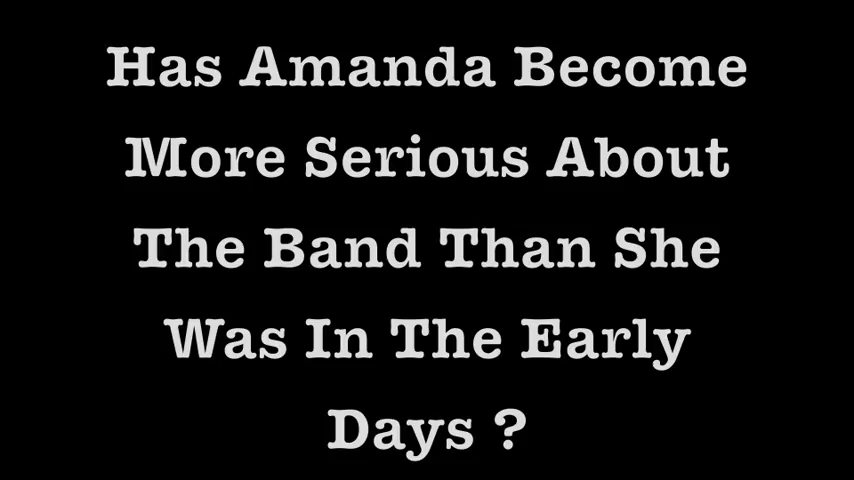 Has Amanda Become
More Serious About
The Band Than She
Was In The Early
Days ?